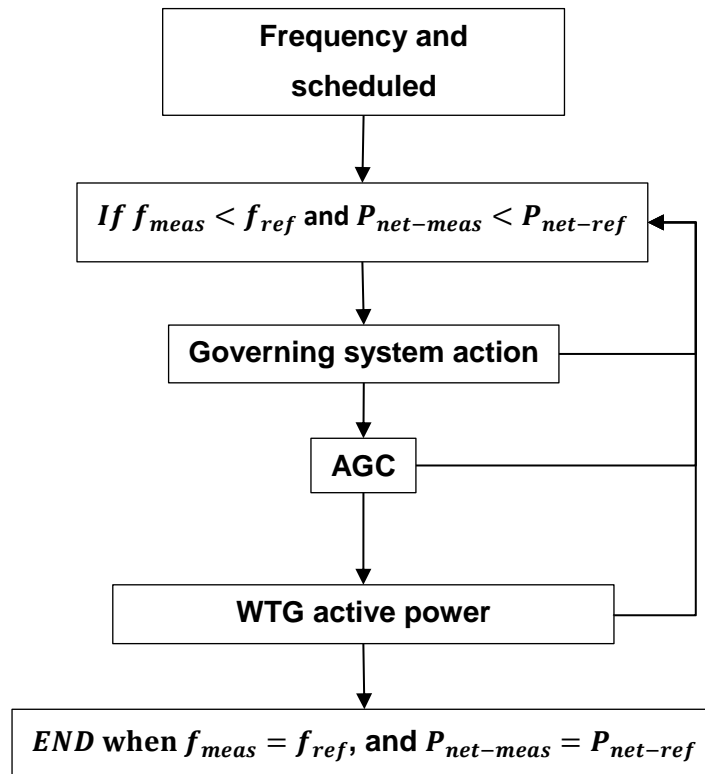 Frequency and
scheduled
If f_meas < f_ref and P_net−meas < P_net−ref
Governing system action
AGC
WTG active power
END when f_meas = f_ref, and P_net−meas = P_net−ref